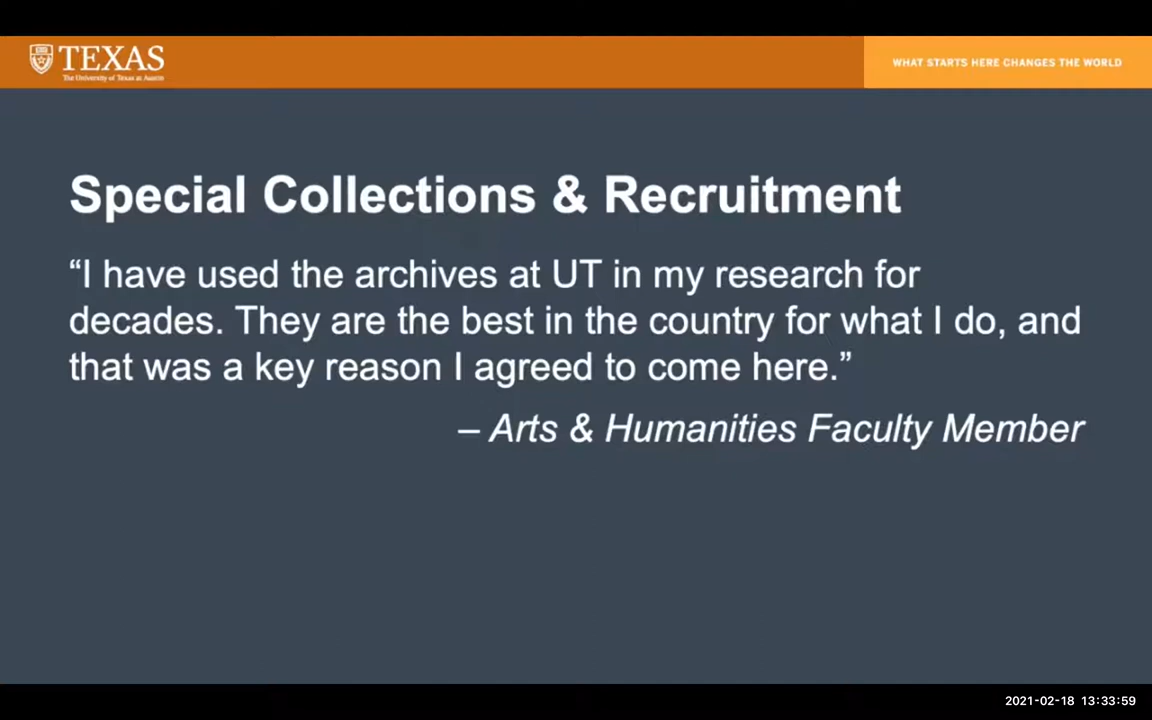 TEXAS
The University of Texas at Austin
WHAT STARTS HERE CHANGES THE WORLD
Special Collections & Recruitment
“I have used the archives at UT in my research for
decades. They are the best in the country for what I do, and
that was a key reason I agreed to come here.”
– Arts & Humanities Faculty Member
2021-02-18 13:33:59